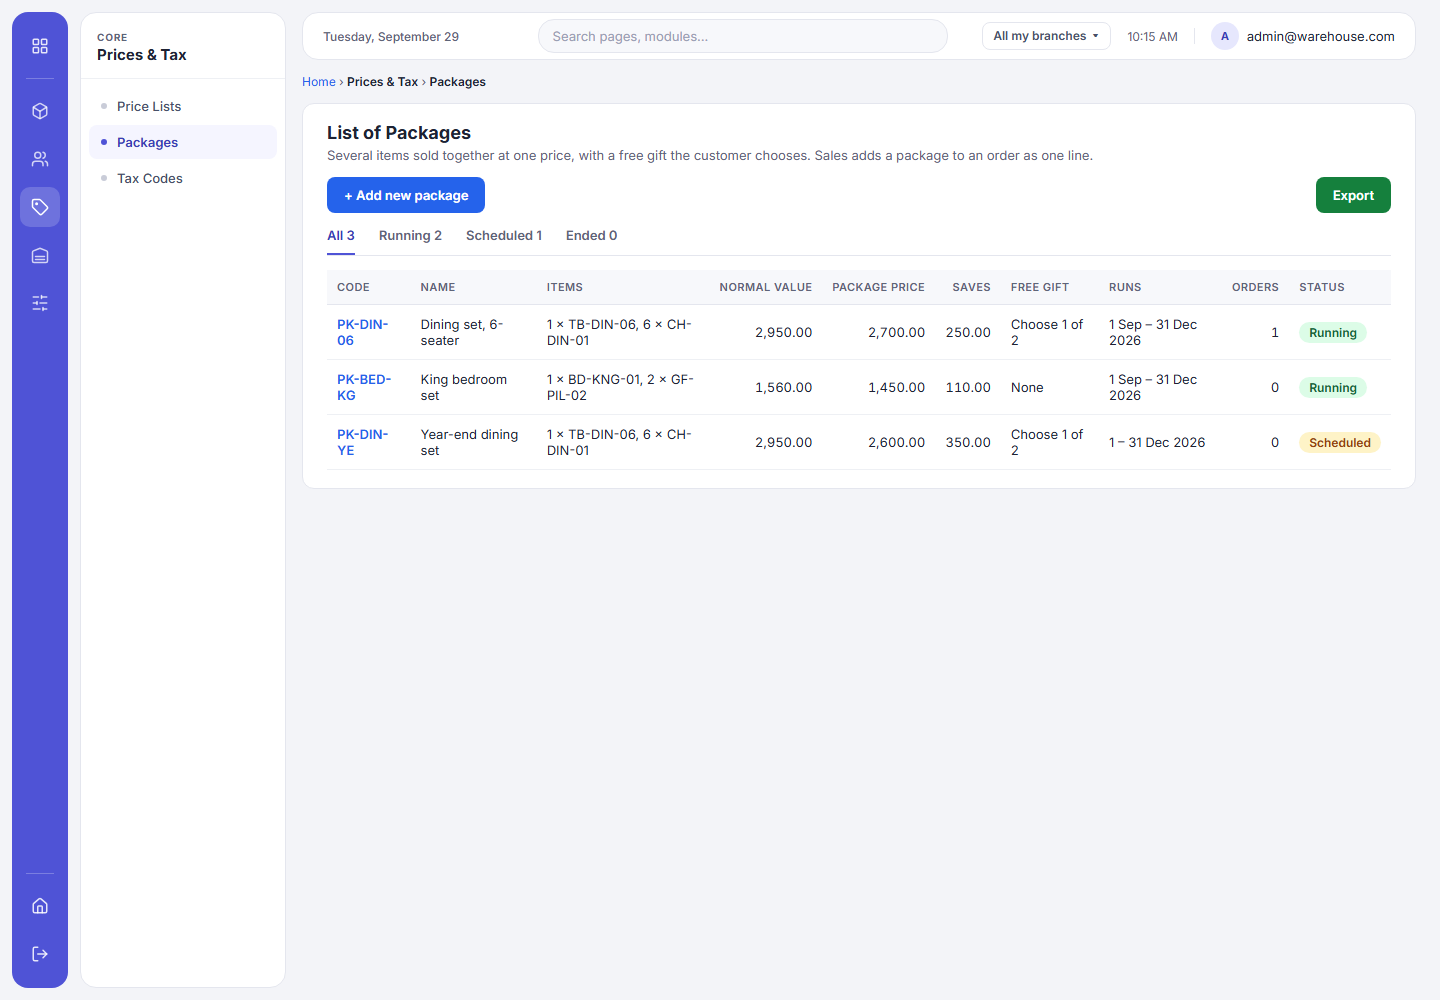 CORE
Prices & Tax
Price Lists
Packages
Tax Codes
Tuesday, September 29
Search pages, modules...
All my branches
10:15 AM
A
admin@warehouse.com
Home › Prices & Tax › Packages
List of Packages
Several items sold together at one price, with a free gift the customer chooses. Sales adds a package to an order as one line.
+ Add new package
Export
All 3
Running 2
Scheduled 1
Ended 0
CODE NAME ITEMS NORMAL VALUE PACKAGE PRICE SAVES FREE GIFT RUNS ORDERS STATUS
PK-DIN- Dining set, 6- 1 × TB-DIN-06, 6 × CH- 2,950.00 2,700.00 250.00 Choose 1 of 1 Sep – 31 Dec 1 Running
06 seater DIN-01 2 2026
PK-BED- King bedroom 1 × BD-KNG-01, 2 × GF- 1,560.00 1,450.00 110.00 None 1 Sep – 31 Dec 0 Running
KG set PIL-02 2026
PK-DIN- Year-end dining 1 × TB-DIN-06, 6 × CH- 2,950.00 2,600.00 350.00 Choose 1 of 1 – 31 Dec 2026 0 Scheduled
YE set DIN-01 2